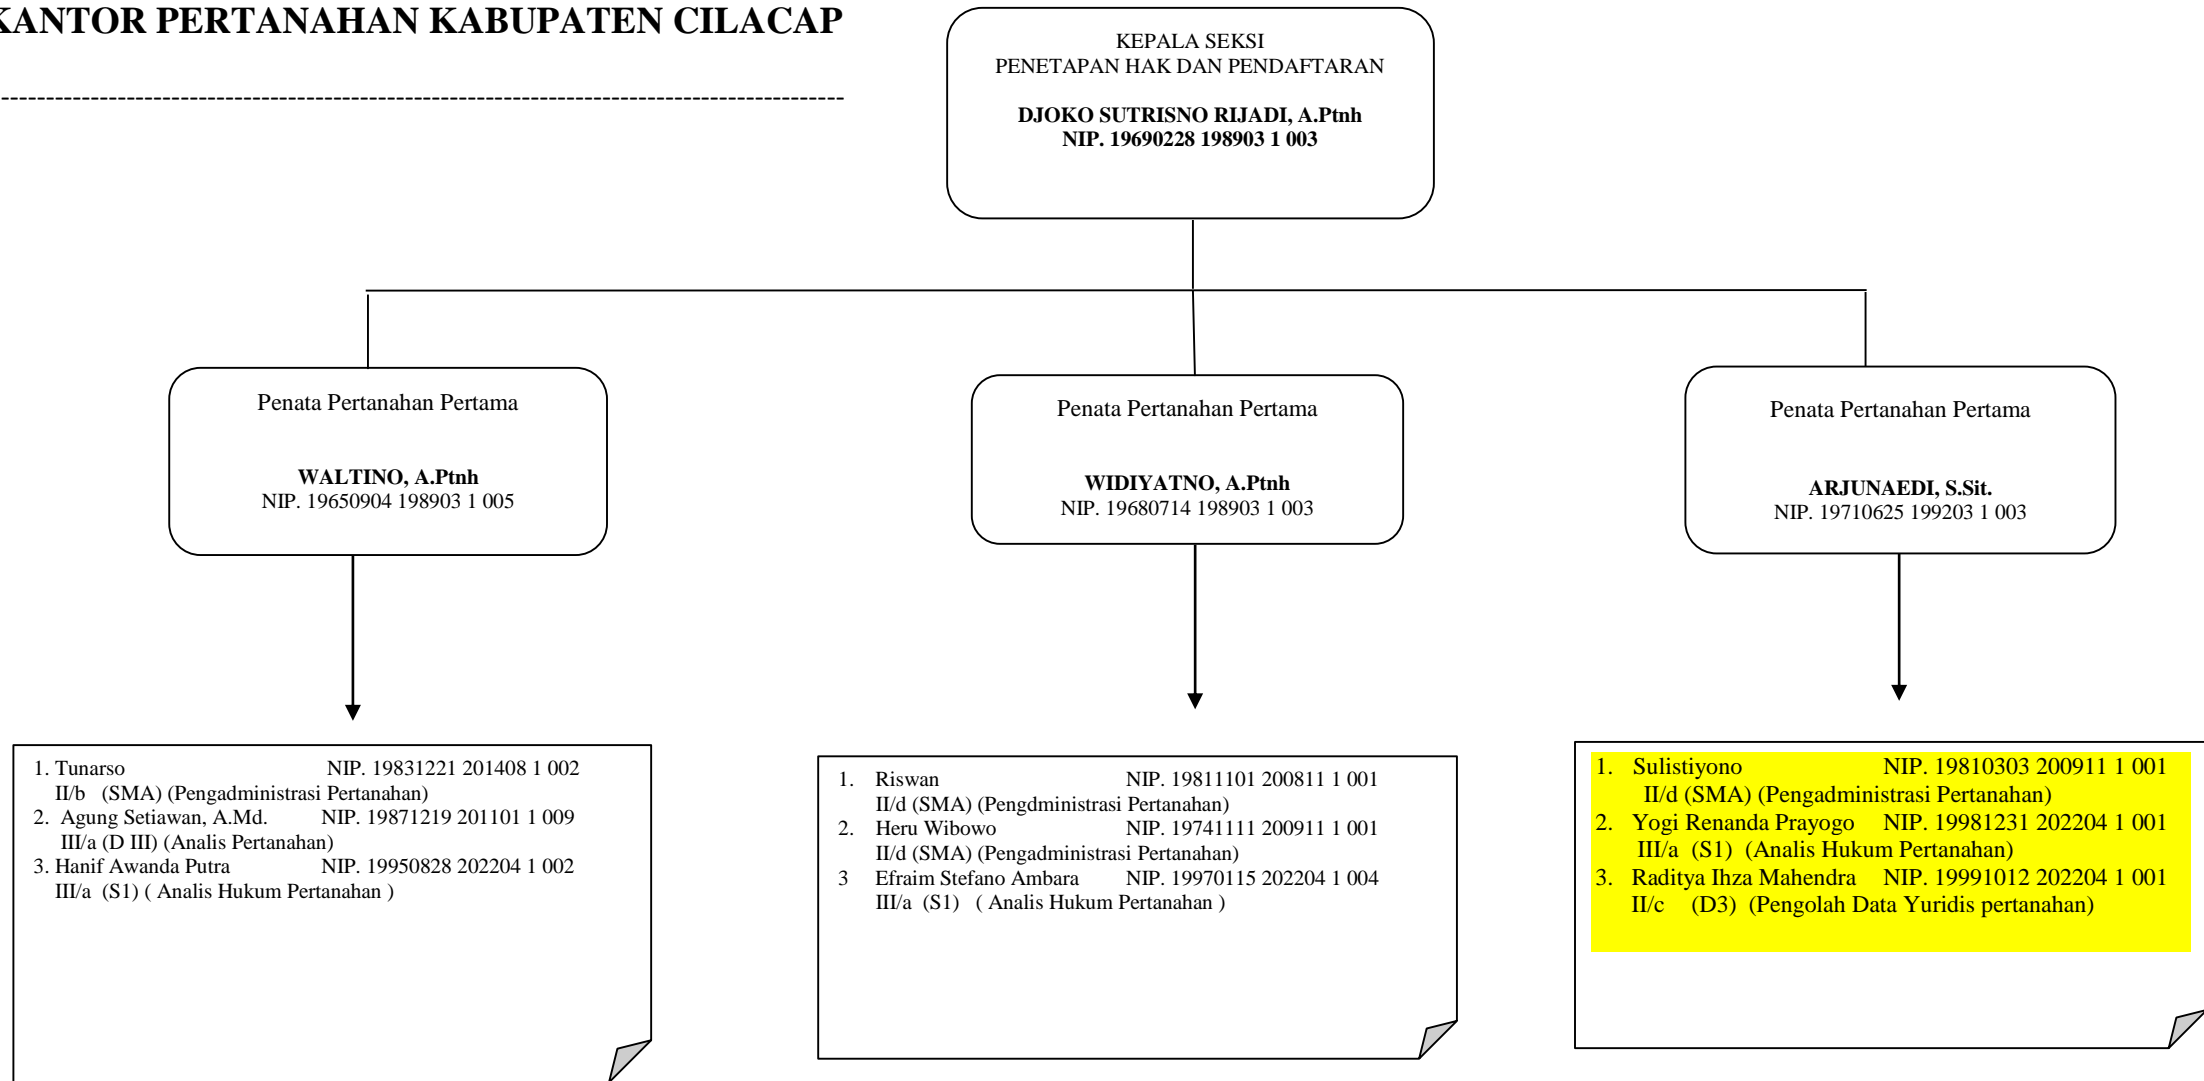 KANTOR PERTANAHAN KABUPATEN CILACAP
----------------------------------------------------------------------------------------------
KEPALA SEKSI
PENETAPAN HAK DAN PENDAFTARAN
DJOKO SUTRISNO RIJADI, A.Ptnh
NIP. 19690228 198903 1 003
Penata Pertanahan Pertama
WALTINO, A.Ptnh
NIP. 19650904 198903 1 005
Penata Pertanahan Pertama
WIDIYATNO, A.Ptnh
NIP. 19680714 198903 1 003
Penata Pertanahan Pertama
ARJUNAEDI, S.Sit.
NIP. 19710625 199203 1 003
1. Tunarso NIP. 19831221 201408 1 002
II/b (SMA) (Pengadministrasi Pertanahan)
2. Agung Setiawan, A.Md. NIP. 19871219 201101 1 009
III/a (D III) (Analis Pertanahan)
3. Hanif Awanda Putra NIP. 19950828 202204 1 002
III/a (S1) ( Analis Hukum Pertanahan )
1. Riswan NIP. 19811101 200811 1 001
II/d (SMA) (Pengdministrasi Pertanahan)
2. Heru Wibowo NIP. 19741111 200911 1 001
II/d (SMA) (Pengadministrasi Pertanahan)
3 Efraim Stefano Ambara NIP. 19970115 202204 1 004
III/a (S1) ( Analis Hukum Pertanahan )
1. Sulistiyono NIP. 19810303 200911 1 001
II/d (SMA) (Pengadministrasi Pertanahan)
2. Yogi Renanda Prayogo NIP. 19981231 202204 1 001
III/a (S1) (Analis Hukum Pertanahan)
3. Raditya Ihza Mahendra NIP. 19991012 202204 1 001
II/c (D3) (Pengolah Data Yuridis pertanahan)